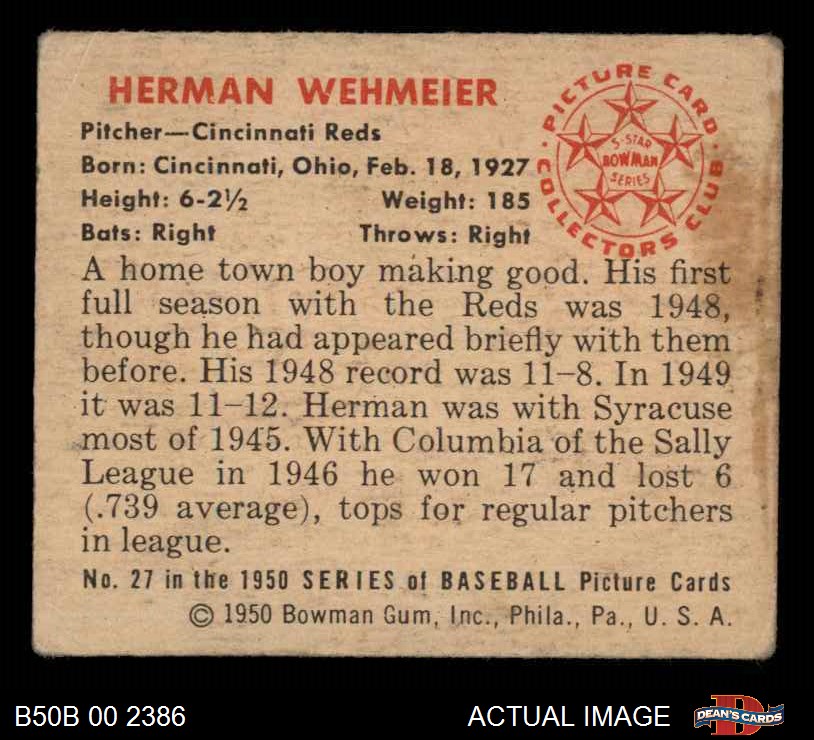 HERMAN WEHMEIER
Pitcher—Cincinnati Reds
Born: Cincinnati, Ohio, Feb. 18, 1927
Height: 6-2½ Weight: 185
Bats: Right Throws: Right
PICTURE CARD
COLLECTORS CLUB
5-STAR
BOWMAN
SERIES
A home town boy making good. His first
full season with the Reds was 1948,
though he had appeared briefly with them
before. His 1948 record was 11–8. In 1949
it was 11–12. Herman was with Syracuse
most of 1945. With Columbia of the Sally
League in 1946 he won 17 and lost 6
(.739 average), tops for regular pitchers
in league.
No. 27 in the 1950 SERIES of BASEBALL Picture Cards
© 1950 Bowman Gum, Inc., Phila., Pa., U. S. A.
B50B 00 2386 ACTUAL IMAGE
DEAN'S CARDS